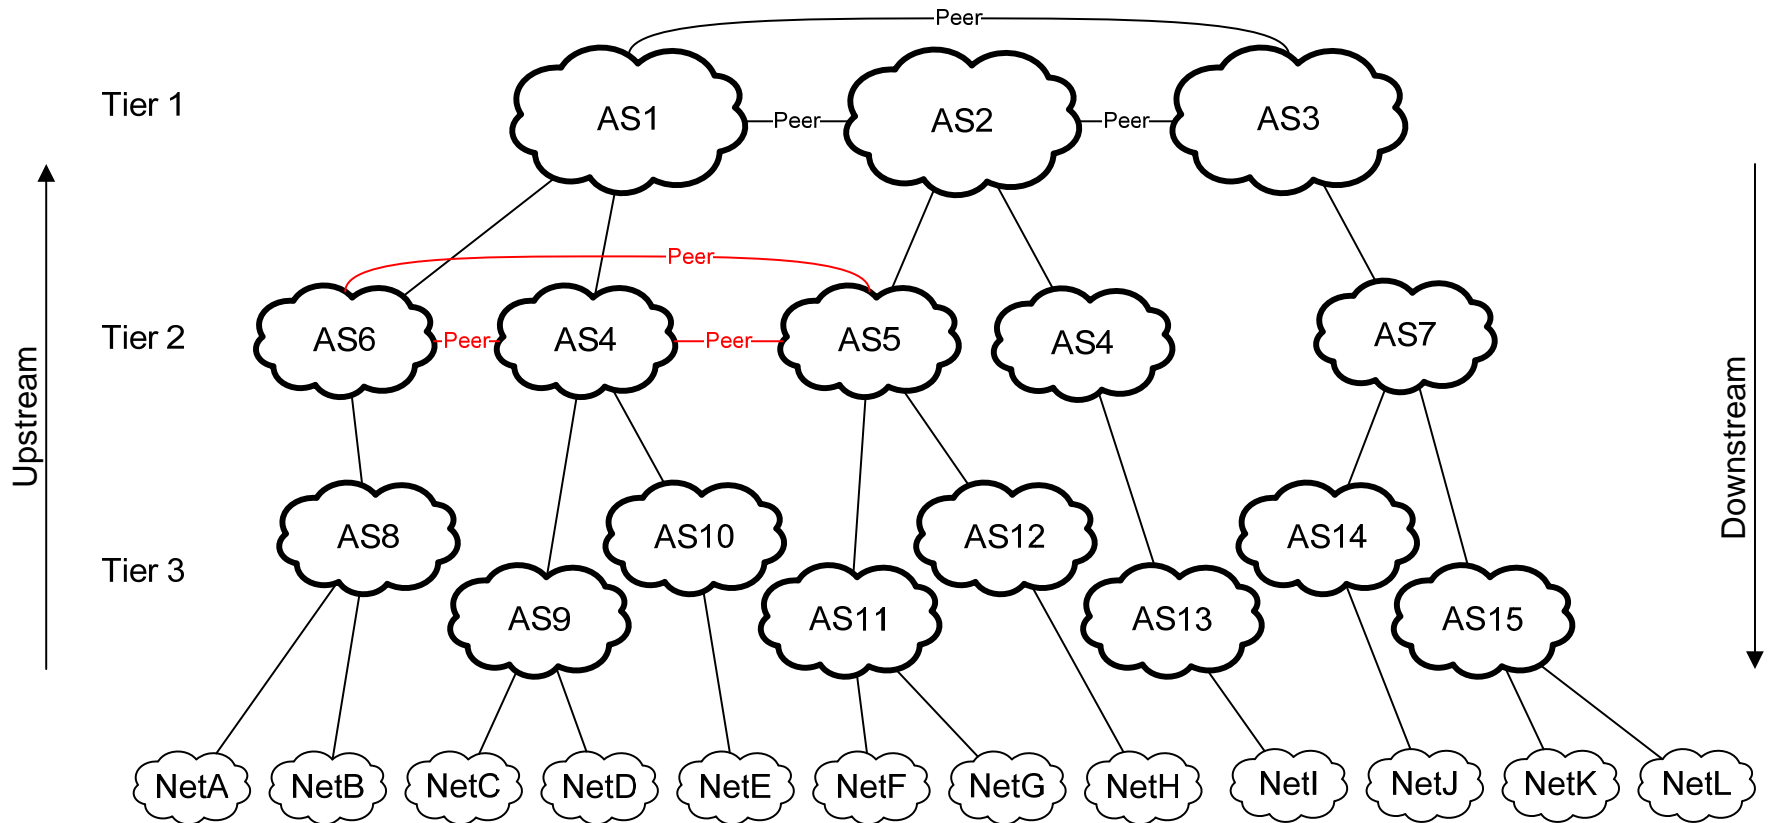 Peer
Tier 1
AS1
Peer
AS2
Peer
AS3
Peer
Tier 2
AS6
Peer
AS4
Peer
AS5
AS4
AS7
Upstream
Downstream
AS8
AS10
AS12
AS14
Tier 3
AS9
AS11
AS13
AS15
NetA
NetB
NetC
NetD
NetE
NetF
NetG
NetH
NetI
NetJ
NetK
NetL